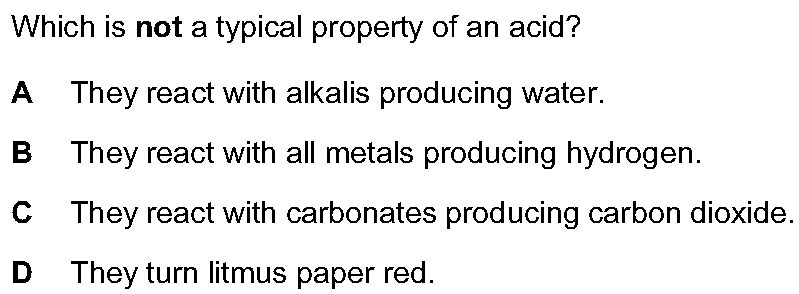 Which is not a typical property of an acid?
A They react with alkalis producing water.
B They react with all metals producing hydrogen.
C They react with carbonates producing carbon dioxide.
D They turn litmus paper red.